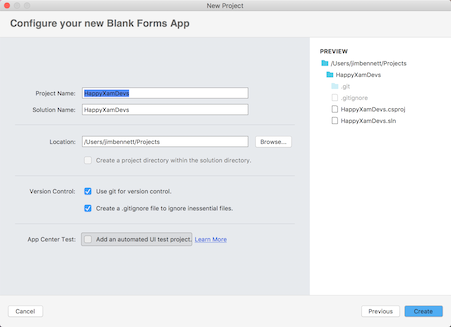 New Project
Configure your new Blank Forms App
Project Name: HappyXamDevs
Solution Name: HappyXamDevs
Location: /Users/jimbennett/Projects Browse...
Create a project directory within the solution directory.
Version Control: Use git for version control.
Create a .gitignore file to ignore inessential files.
App Center Test: Add an automated UI test project. Learn More
PREVIEW
/Users/jimbennett/Projects
HappyXamDevs
.git
.gitignore
HappyXamDevs.csproj
HappyXamDevs.sln
Cancel Previous Create